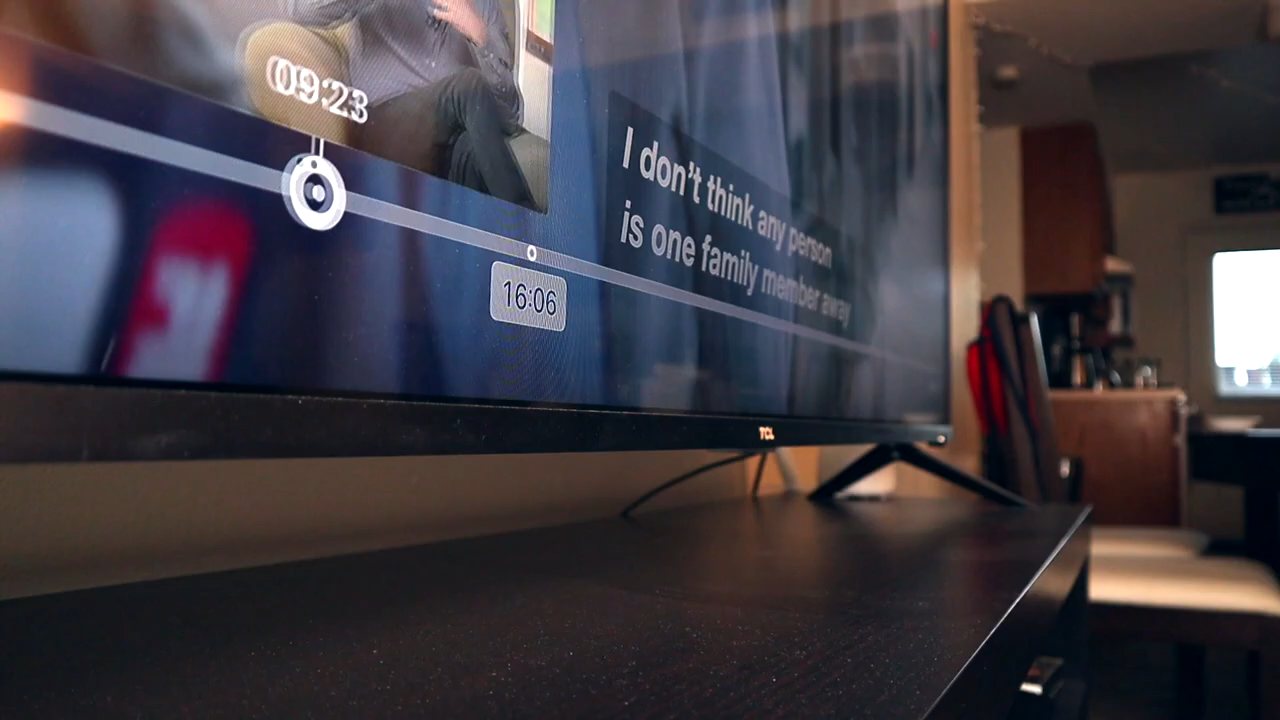 09:23
I don't think any person
is one family member away
16:06
TCL